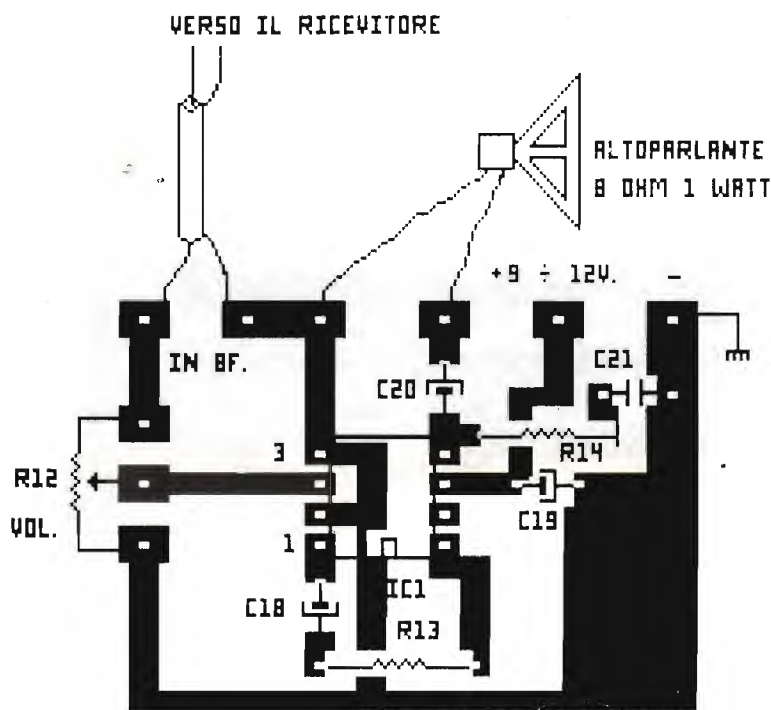 VERSO IL RICEVITORE
ALTOPARLANTE
8 OHM 1 WATT
+9 ÷ 12V. -
IN BF.
C20
C21
R12
VOL.
3
R14
C19
1
IC1
C18
R13